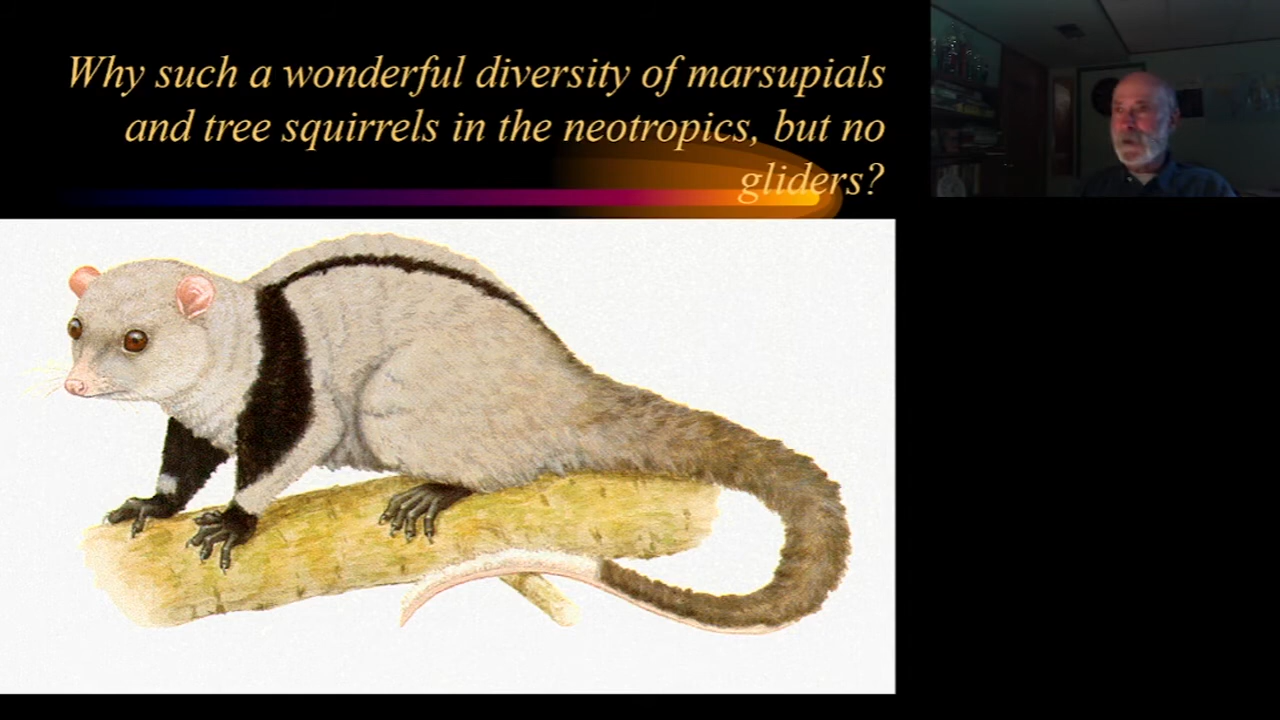 Why such a wonderful diversity of marsupials
and tree squirrels in the neotropics, but no
gliders?